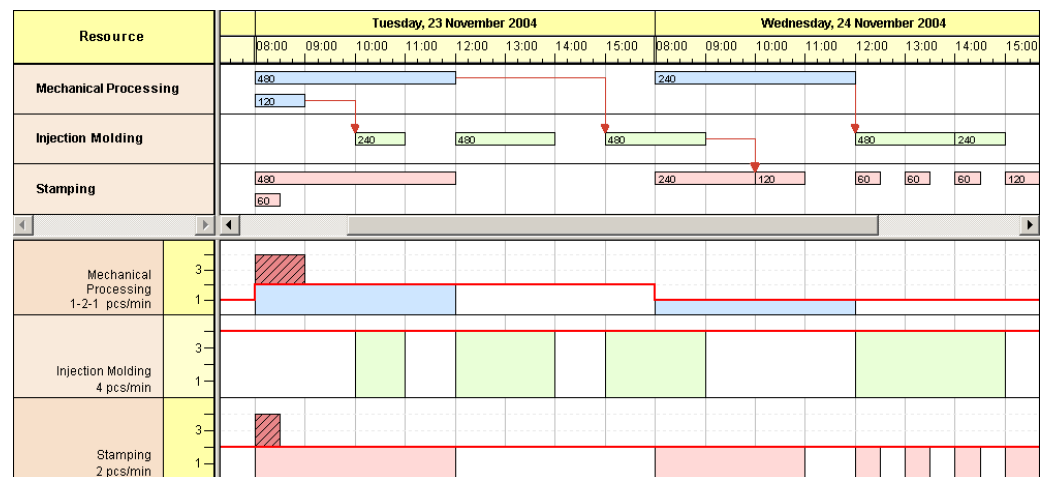 Resource
Tuesday, 23 November 2004
Wednesday, 24 November 2004
08:00 09:00 10:00 11:00 12:00 13:00 14:00 15:00 08:00 09:00 10:00 11:00 12:00 13:00 14:00 15:00
Mechanical Processing
480 240
120
Injection Molding
240 480 480 480 240
Stamping
480 240 120 60 60 60 120
60
Mechanical
Processing
1-2-1 pcs/min
3
1
Injection Molding
4 pcs/min
3
1
Stamping
2 pcs/min
3
1